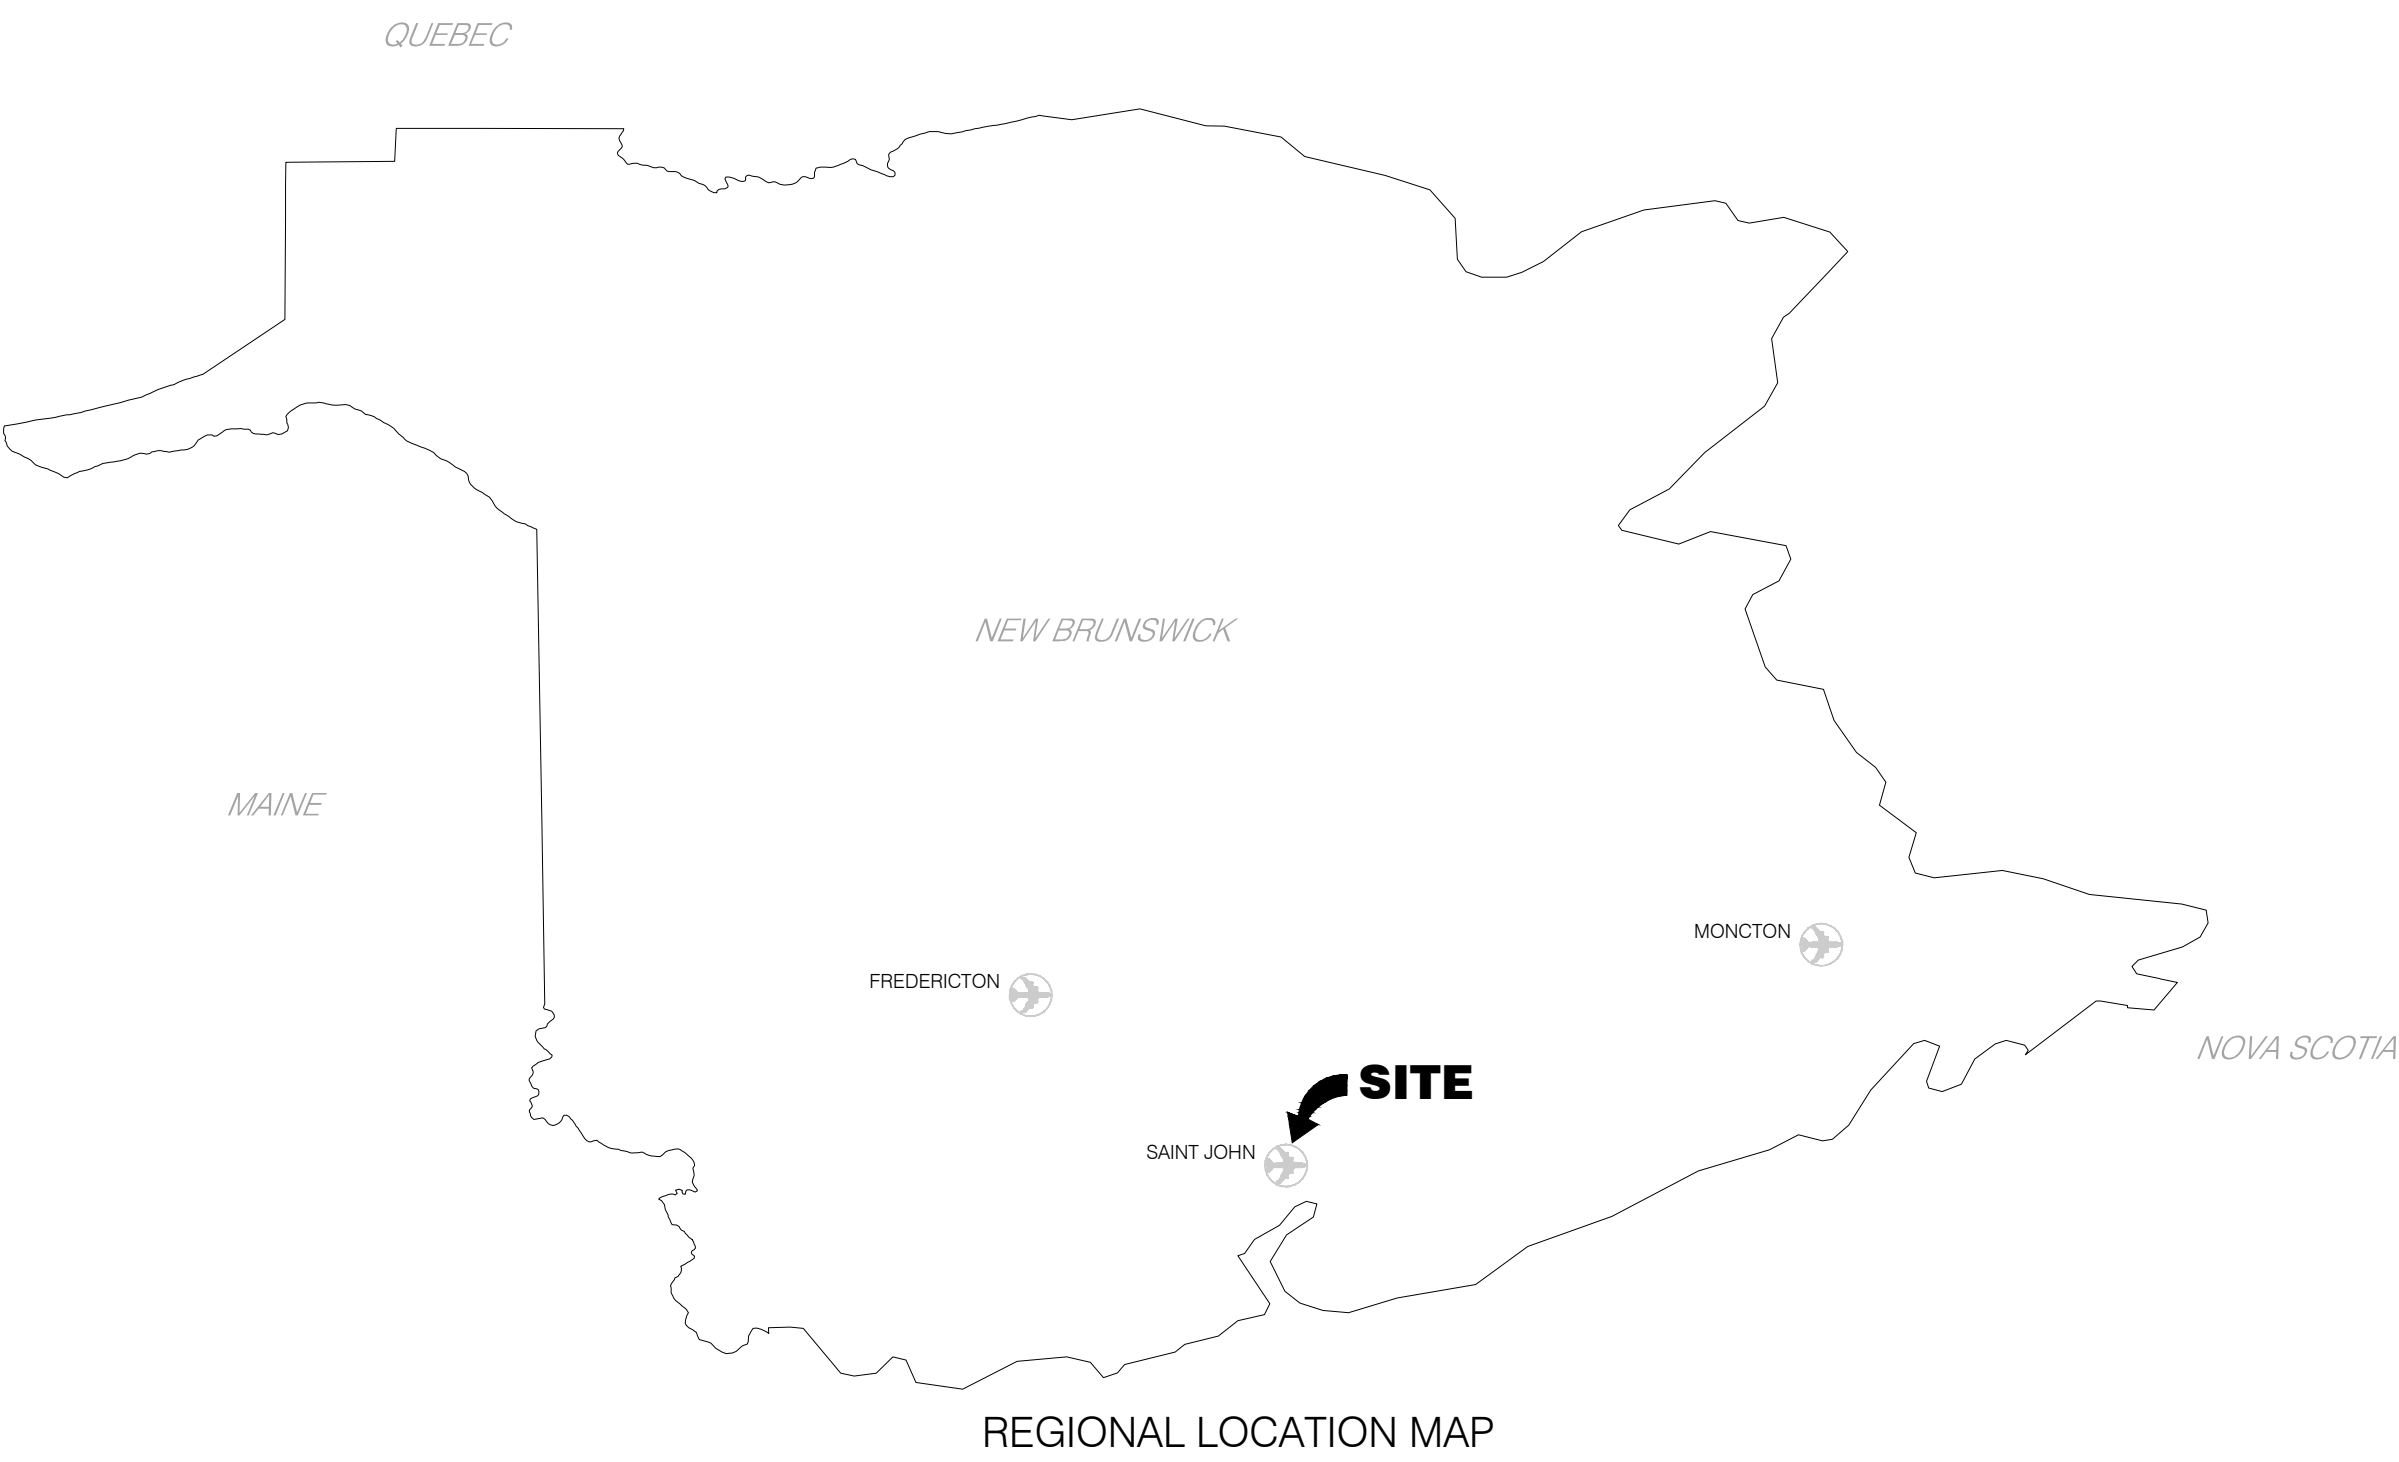 QUEBEC
NEW BRUNSWICK
MAINE
MONCTON
FREDERICTON
NOVA SCOTIA
SITE
SAINT JOHN
REGIONAL LOCATION MAP